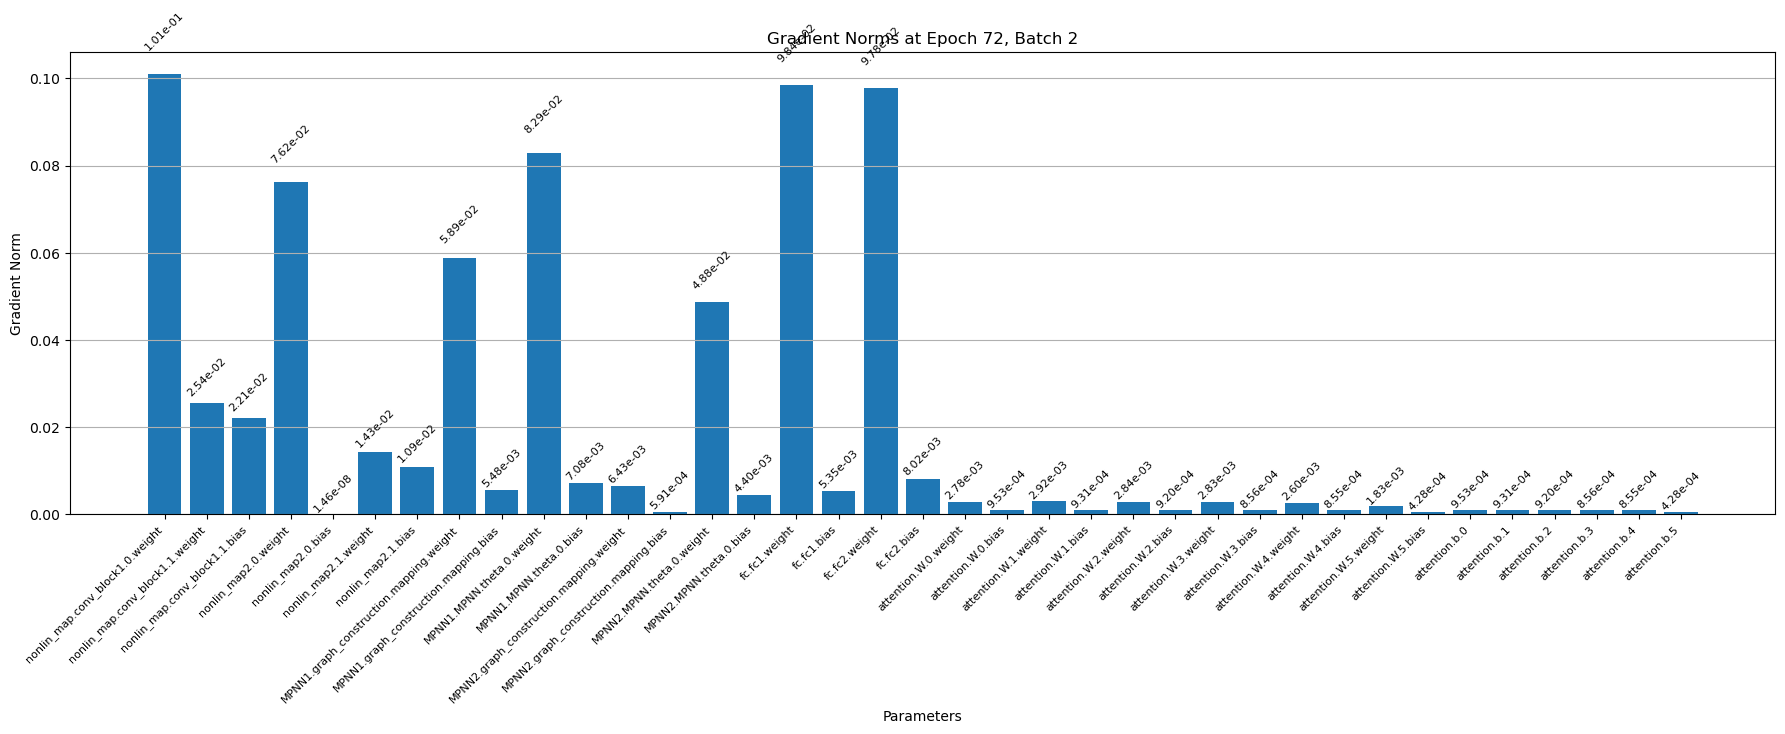 Gradient Norms at Epoch 72, Batch 2
Gradient Norm
0.10
0.08
0.06
0.04
0.02
0.00
1.01e-01
2.54e-02
2.21e-02
7.62e-02
1.46e-08
1.43e-02
1.09e-02
5.89e-02
5.48e-03
8.29e-02
7.08e-03
6.43e-03
5.91e-04
4.88e-02
4.40e-03
9.84e-02
5.35e-03
9.78e-02
8.02e-03
2.78e-03
9.53e-04
2.92e-03
9.31e-04
2.84e-03
9.20e-04
2.83e-03
8.56e-04
2.60e-03
8.55e-04
1.83e-03
4.28e-04
9.53e-04
9.31e-04
9.20e-04
8.56e-04
8.55e-04
4.28e-04
nonlin_map.conv_block1.0.weight
nonlin_map.conv_block1.1.weight
nonlin_map.conv_block1.1.bias
nonlin_map2.0.weight
nonlin_map2.0.bias
nonlin_map2.1.weight
nonlin_map2.1.bias
MPNN1.graph_construction.mapping.weight
MPNN1.graph_construction.mapping.bias
MPNN1.MPNN.theta.0.weight
MPNN1.MPNN.theta.0.bias
MPNN2.graph_construction.mapping.weight
MPNN2.graph_construction.mapping.bias
MPNN2.MPNN.theta.0.weight
MPNN2.MPNN.theta.0.bias
fc.fc1.weight
fc.fc1.bias
fc.fc2.weight
fc.fc2.bias
attention.W.0.weight
attention.W.0.bias
attention.W.1.weight
attention.W.1.bias
attention.W.2.weight
attention.W.2.bias
attention.W.3.weight
attention.W.3.bias
attention.W.4.weight
attention.W.4.bias
attention.W.5.weight
attention.W.5.bias
attention.b.0
attention.b.1
attention.b.2
attention.b.3
attention.b.4
attention.b.5
Parameters